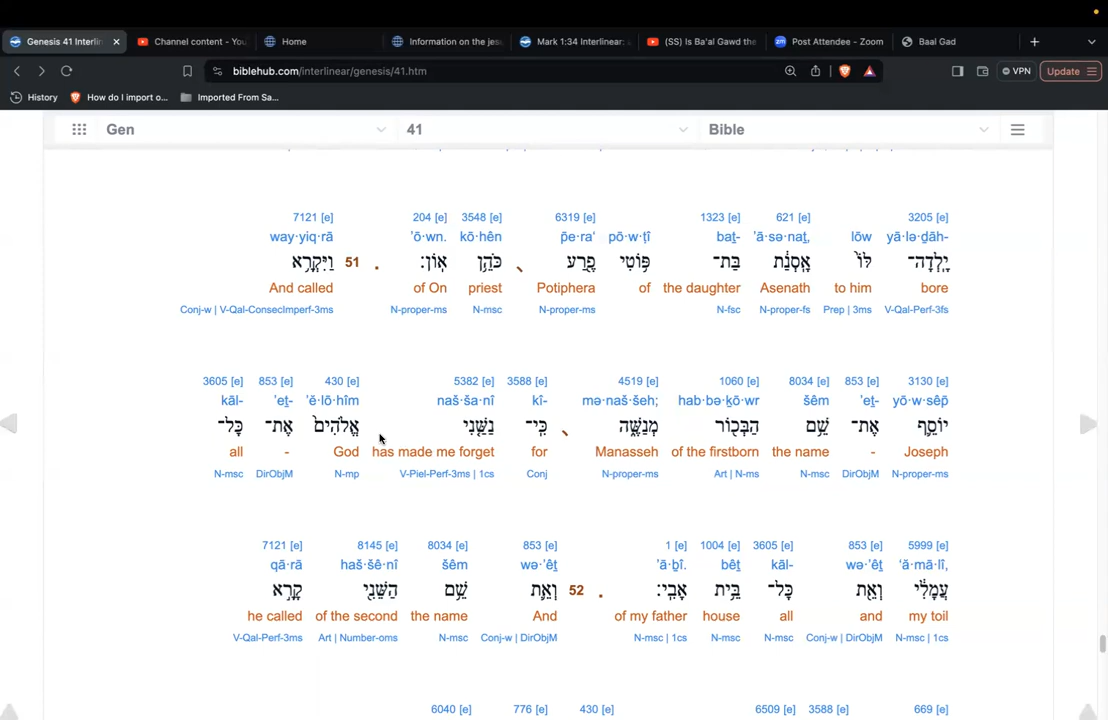 Genesis 41 Interlin Channel content - You Home Information on the jes Mark 1:34 Interlinear: (SS) Is Ba'al Gawd the Post Attendee - Zoom Baal Gad
biblehub.com/interlinear/genesis/41.htm VPN Update
History How do I import o... Imported From Sa...
Gen 41 Bible
7121 [e] 204 [e] 3548 [e] 6319 [e] 1323 [e] 621 [e] 3205 [e]
way·yiq·rā ’ō·wn. kō·hên p̄e·ra‘ pō·w·ṭî baṯ- ’ā·sə·naṯ, lōw yā·lə·ḏāh-
יָֽלְדָה־ לּוֹ֙ אָֽסְנַ֔ת בַּת־ פּ֥וֹטִי פֶ֖רַע 、 כֹּהֵ֥ן אֽוֹן׃ . 51 וַיִּקְרָ֥א
And called of On priest Potiphera of the daughter Asenath to him bore
Conj-w | V-Qal-ConsecImperf-3ms N-proper-ms N-msc N-proper-ms N-fsc N-proper-fs Prep | 3ms V-Qal-Perf-3fs
3605 [e] 853 [e] 430 [e] 5382 [e] 3588 [e] 4519 [e] 1060 [e] 8034 [e] 853 [e] 3130 [e]
kāl- ’eṯ- ’ĕ·lō·hîm naš·ša·nî kî- mə·naš·šeh; hab·bə·ḵō·wr šêm ’eṯ- yō·w·sêp̄
יוֹסֵ֛ף אֶת־ שֵׁ֥ם הַבְּכ֖וֹר מְנַשֶּׁ֑ה 、 כִּֽי־ נַשַּׁ֤נִי אֱלֹהִים֙ אֶת־ כָּל־
all - God has made me forget for Manasseh of the firstborn the name - Joseph
N-msc DirObjM N-mp V-Piel-Perf-3ms | 1cs Conj N-proper-ms Art | N-ms N-msc DirObjM N-proper-ms
7121 [e] 8145 [e] 8034 [e] 853 [e] 1 [e] 1004 [e] 3605 [e] 853 [e] 5999 [e]
qā·rā haš·šê·nî šêm wə·’êṯ ’ā·ḇî. bêṯ kāl- wə·’êṯ ‘ă·mā·lî,
עֲמָלִ֔י וְאֵ֖ת כָּל־ בֵּ֥ית אָבִֽי׃ . 52 וְאֵ֛ת שֵׁ֥ם הַשֵּׁנִ֖י קָרָ֣א
he called of the second the name And of my father house all and my toil
V-Qal-Perf-3ms Art | Number-oms N-msc Conj-w | DirObjM N-msc | 1cs N-msc N-msc Conj-w | DirObjM N-msc | 1cs
6040 [e] 776 [e] 430 [e] 6509 [e] 3588 [e] 669 [e]